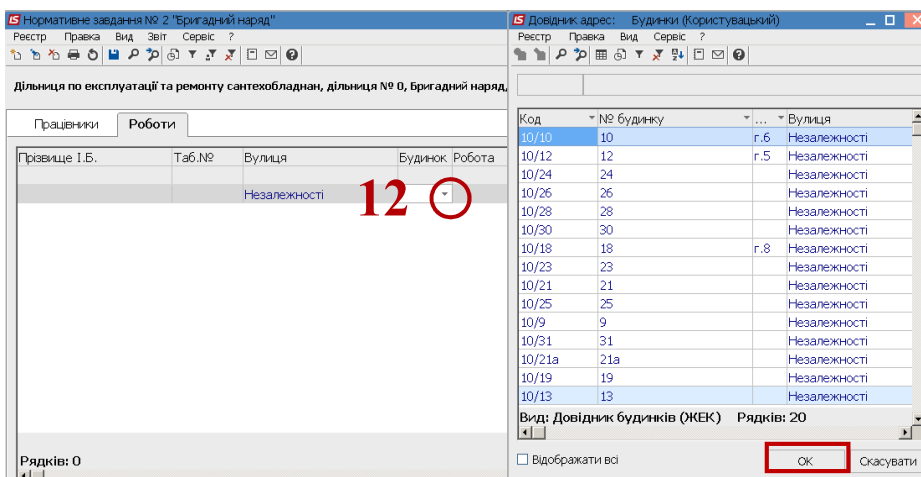 Нормативне завдання № 2 "Бригадний наряд"
Реєстр Правка Вид Звіт Сервіс ?
Дільниця по експлуатації та ремонту сантехобладнан, дільниця № 0, Бригадний наряд,
Працівники Роботи
Прізвище І.Б. Таб.№ Вулиця Будинок Робота
Незалежності
12
Рядків: 0
Довідник адрес: Будинки (Користувацький)
Реєстр Правка Вид Сервіс ?
Код № будинку ... Вулиця
10/10 10 г.6 Незалежності
10/12 12 г.5 Незалежності
10/24 24 Незалежності
10/26 26 Незалежності
10/28 28 Незалежності
10/30 30 Незалежності
10/18 18 г.8 Незалежності
10/23 23 Незалежності
10/21 21 Незалежності
10/25 25 Незалежності
10/9 9 Незалежності
10/31 31 Незалежності
10/21а 21а Незалежності
10/19 19 Незалежності
10/13 13 Незалежності
Вид: Довідник будинків (ЖЕК) Рядків: 20
Відображати всі
OK Скасувати